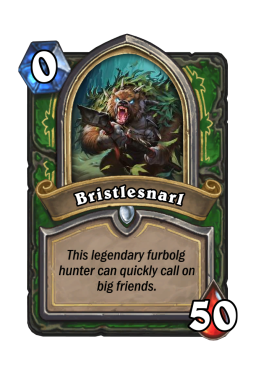 0
Bristlesnarl
This legendary furbolg
hunter can quickly call on
big friends.
50